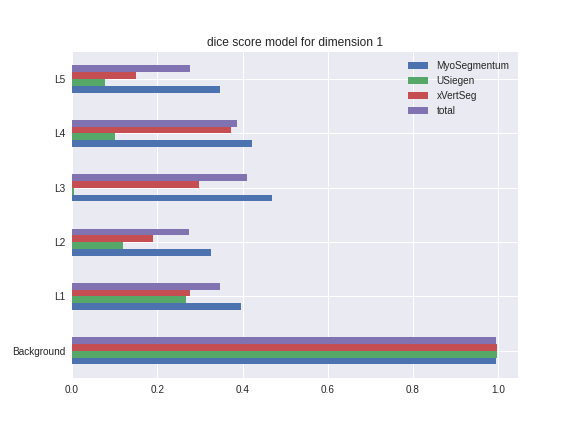 dice score model for dimension 1
MyoSegmentum
USiegen
xVertSeg
total
L5
L4
L3
L2
L1
Background
0.0 0.2 0.4 0.6 0.8 1.0